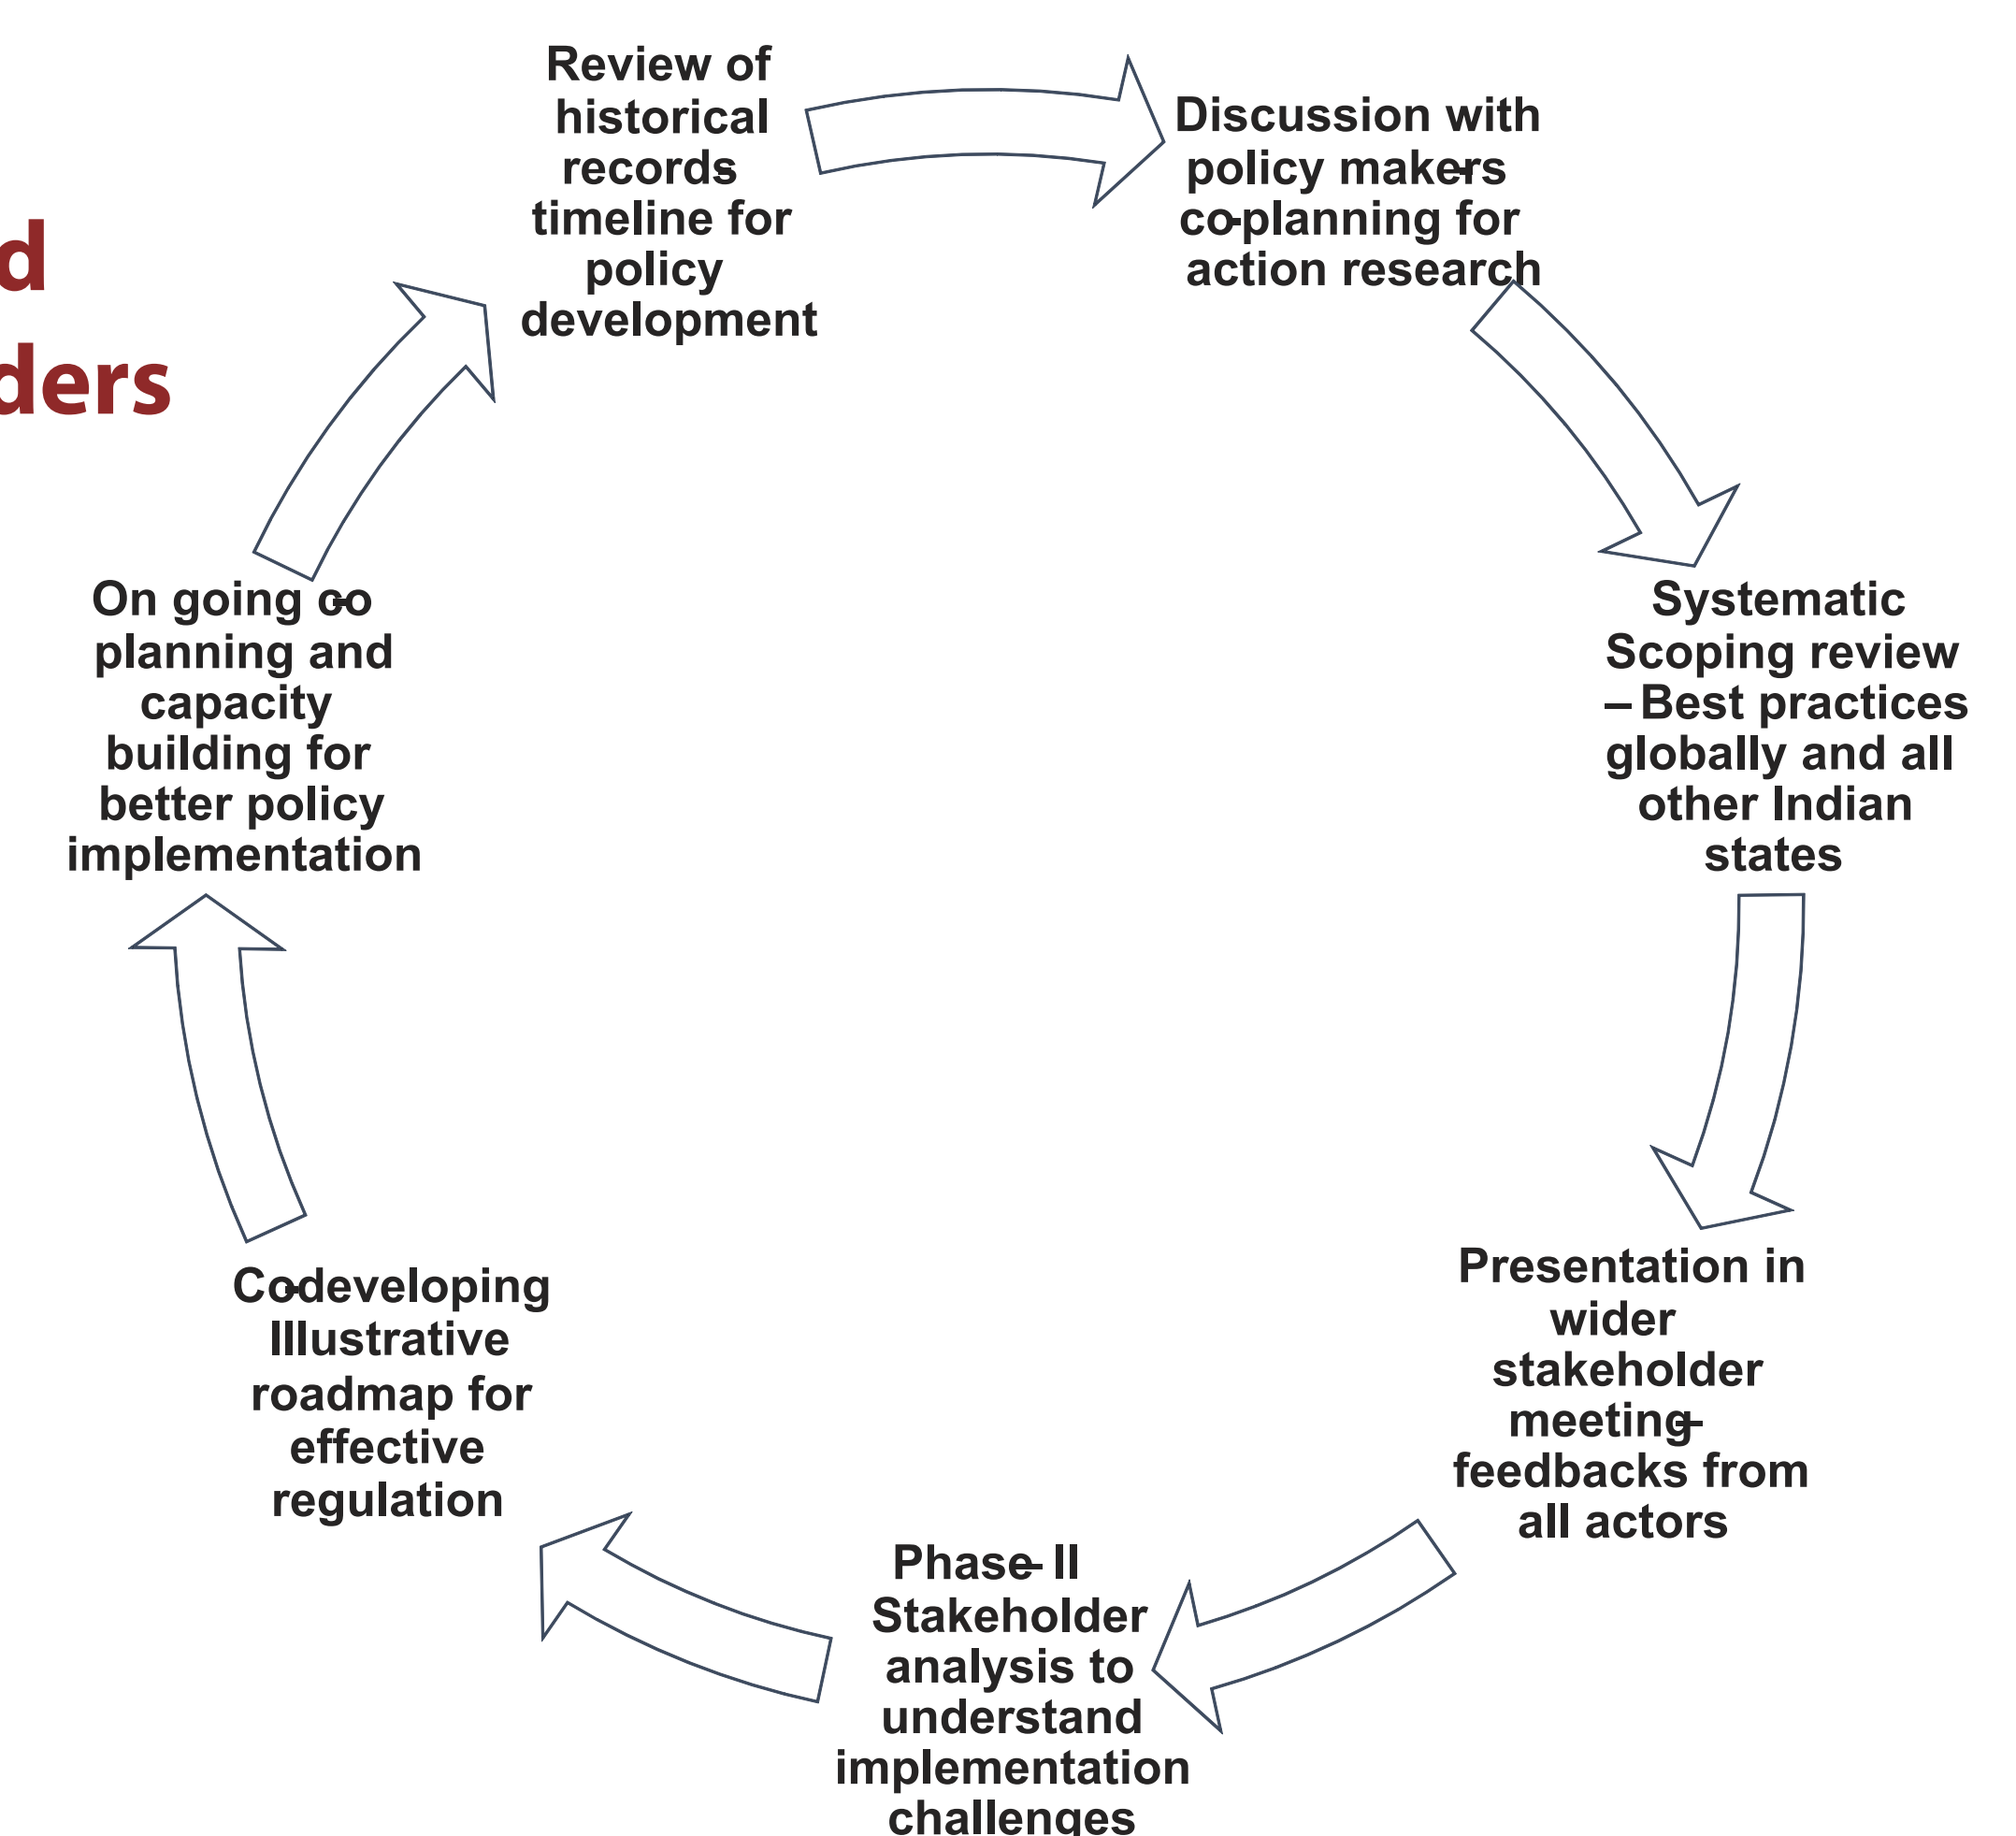 d
ders
Review of
historical
records-
timeline for
policy
development
Discussion with
policy makers-
co-planning for
action research
Systematic
Scoping review
– Best practices
globally and all
other Indian
states
Presentation in
wider
stakeholder
meeting-
feedbacks from
all actors
Phase- II
Stakeholder
analysis to
understand
implementation
challenges
Co-developing
Illustrative
roadmap for
effective
regulation
On going co-
planning and
capacity
building for
better policy
implementation